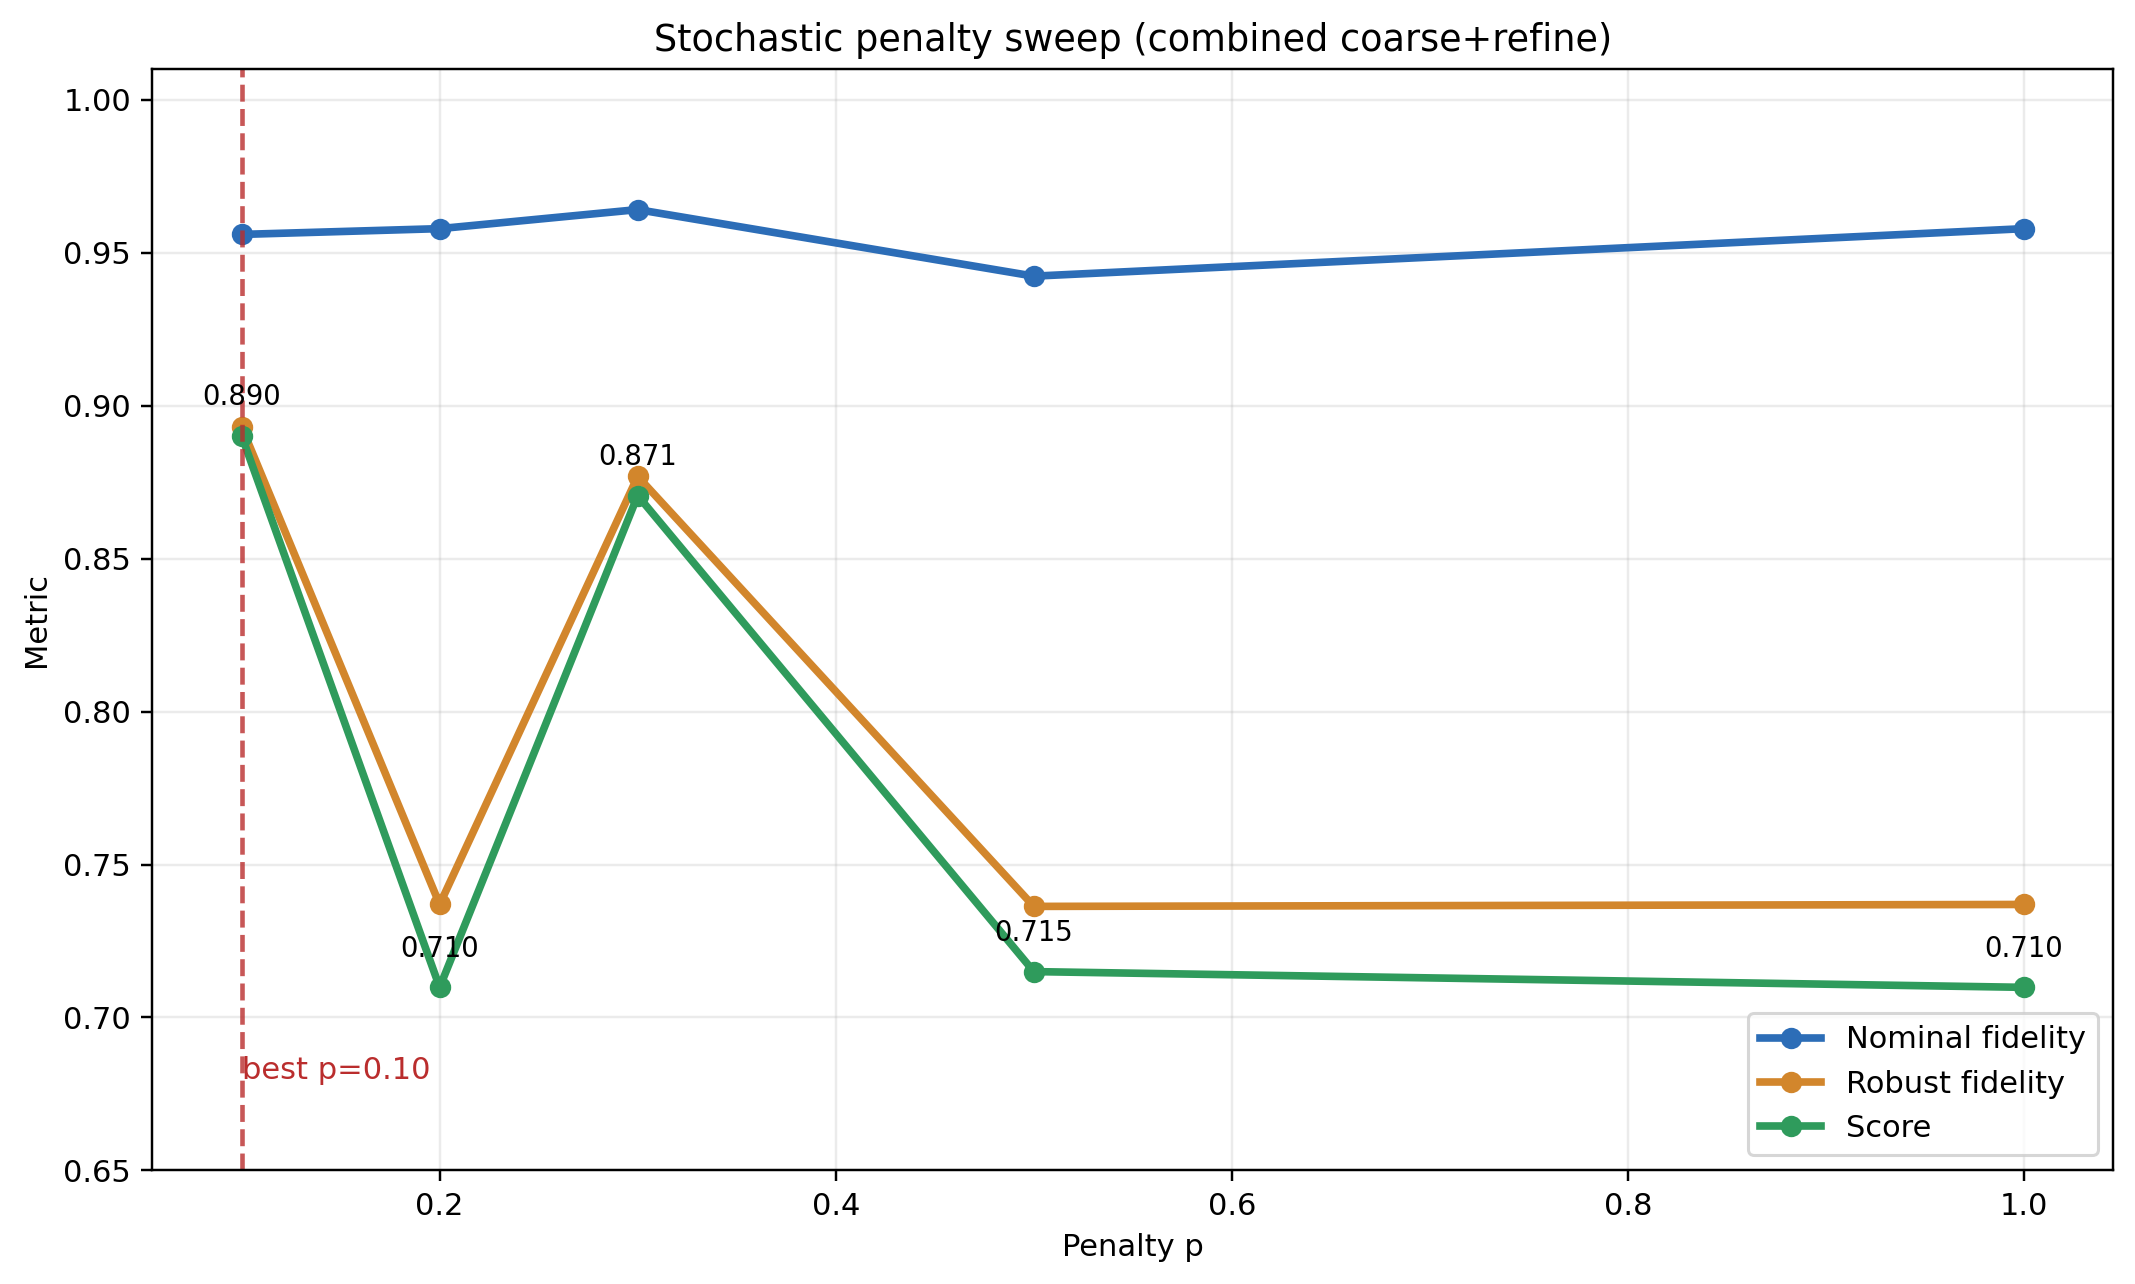 Stochastic penalty sweep (combined coarse+refine)
1.00
0.95
0.90
0.85
0.80
0.75
0.70
0.65
Metric
0.890
0.871
0.710
0.715
0.710
best p=0.10
Nominal fidelity
Robust fidelity
Score
0.2
0.4
0.6
0.8
1.0
Penalty p